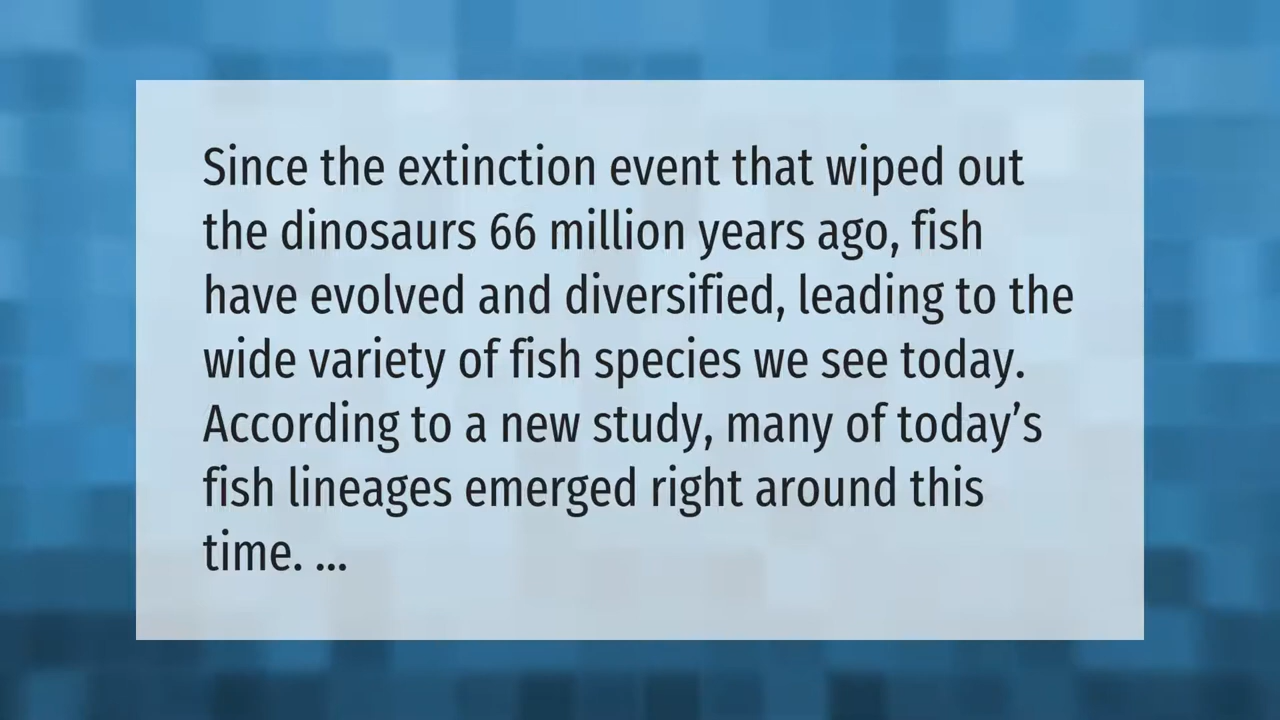 Since the extinction event that wiped out
the dinosaurs 66 million years ago, fish
have evolved and diversified, leading to the
wide variety of fish species we see today.
According to a new study, many of today’s
fish lineages emerged right around this
time. ...